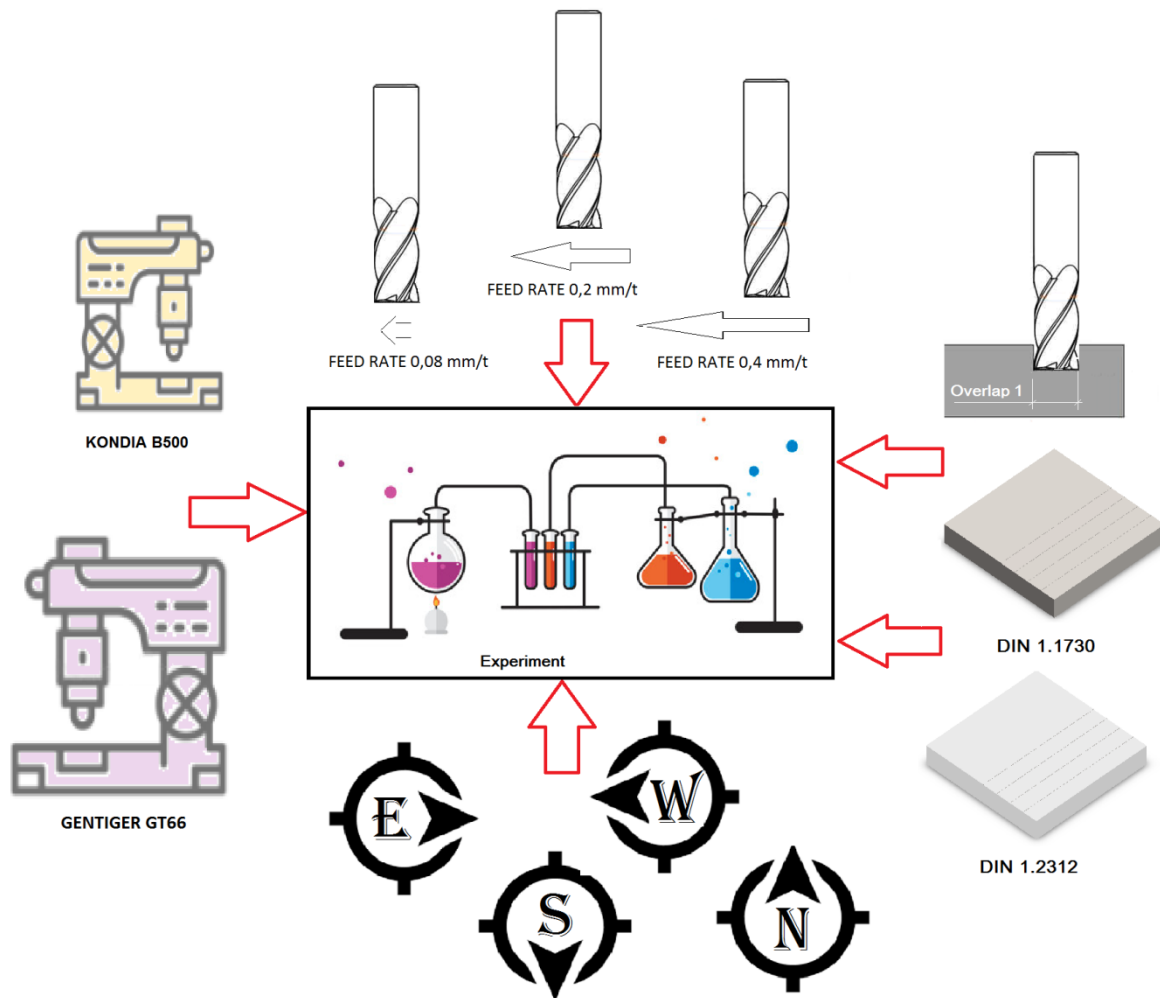 FEED RATE 0,2 mm/t
FEED RATE 0,08 mm/t
FEED RATE 0,4 mm/t
Overlap 1
KONDIA B500
Experiment
DIN 1.1730
GENTIGER GT66
DIN 1.2312
E
W
S
N